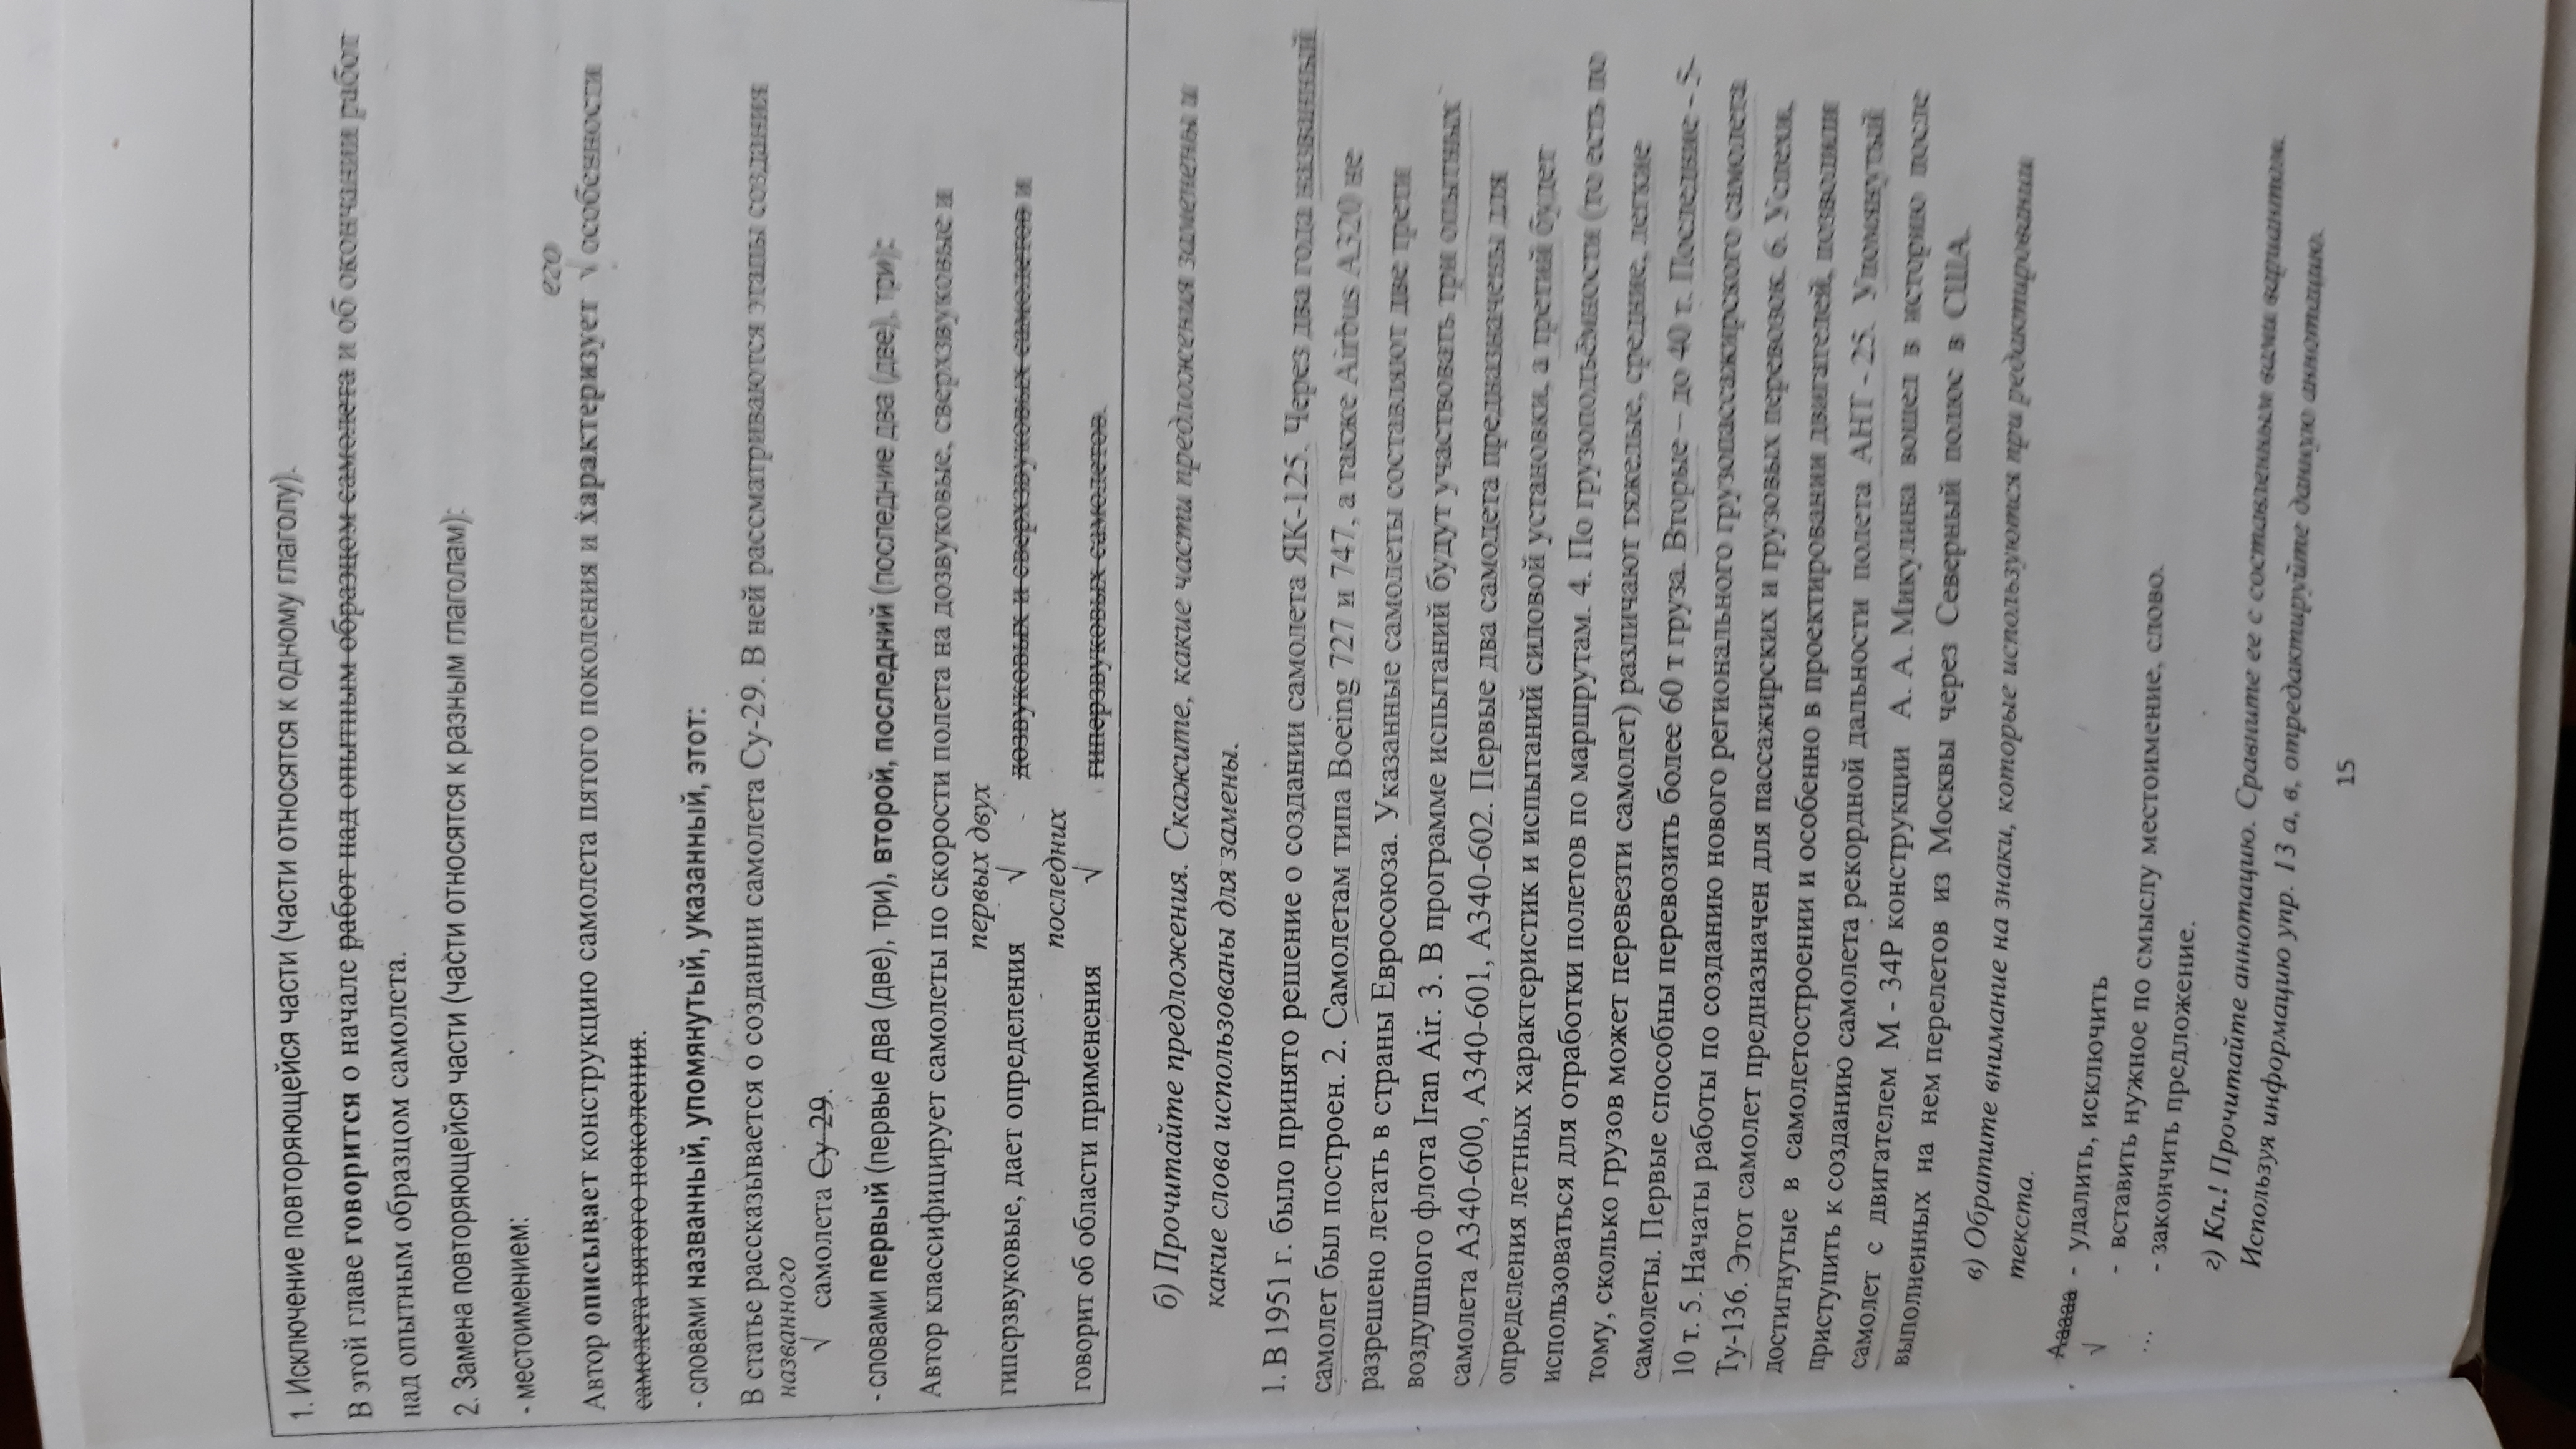 1. Исключение повторяющейся части (части относятся к одному глаголу).
В этой главе говорится о начале работ над опытным образцом самолета и об окончании работ
над опытным образцом самолета.
2. Замена повторяющейся части (части относятся к разным глаголам):
- местоимением:
его
Автор описывает конструкцию самолета пятого поколения и характеризует √ особенности
самолета пятого поколения.
- словами названный, упомянутый, указанный, этот:
В статье рассказывается о создании самолета Су-29. В ней рассматриваются этапы создания
названного
√ самолета Су-29.
- словами первый (первые два (две), три), второй, последний (последние два (две), три):
Автор классифицирует самолеты по скорости полета на дозвуковые, сверхзвуковые и
первых двух
гиперзвуковые, дает определения √ дозвуковых и сверхзвуковых самолетов и
последних
говорит об области применения √ гиперзвуковых самолетов.
б) Прочитайте предложения. Скажите, какие части предложения заменены и
какие слова использованы для замены.
1. В 1951 г. было принято решение о создании самолета ЯК-125. Через два года названный
самолет был построен. 2. Самолетам типа Boeing 727 и 747, а также Airbus A320 не
разрешено летать в страны Евросоюза. Указанные самолеты составляют две трети
воздушного флота Iran Air. 3. В программе испытаний будут участвовать три опытных
самолета А340-600, А340-601, А340-602. Первые два самолета предназначены для
определения летных характеристик и испытаний силовой установки, а третий будет
использоваться для отработки полетов по маршрутам. 4. По грузоподъёмности (то есть по
тому, сколько грузов может перевезти самолет) различают тяжелые, средние, легкие
самолеты. Первые способны перевозить более 60 т груза. Вторые – до 40 т. Последние – 5-
10 т. 5. Начаты работы по созданию нового регионального грузопассажирского самолета
Ту-136. Этот самолет предназначен для пассажирских и грузовых перевозок. 6. Успехи,
достигнутые в самолетостроении и особенно в проектировании двигателей, позволили
приступить к созданию самолета рекордной дальности полета АНТ - 25. Упомянутый
самолет с двигателем М - 34Р конструкции А. А. Микулина вошел в историю после
выполненных на нем перелетов из Москвы через Северный полюс в США.
в) Обратите внимание на знаки, которые используются при редактировании
текста.
Ааааа - удалить, исключить
√ - вставить нужное по смыслу местоимение, слово.
... - закончить предложение.
г) Кл.! Прочитайте аннотацию. Сравните ее с составленным вами вариантом.
Используя информацию упр. 13 а, в, отредактируйте данную аннотацию.
15